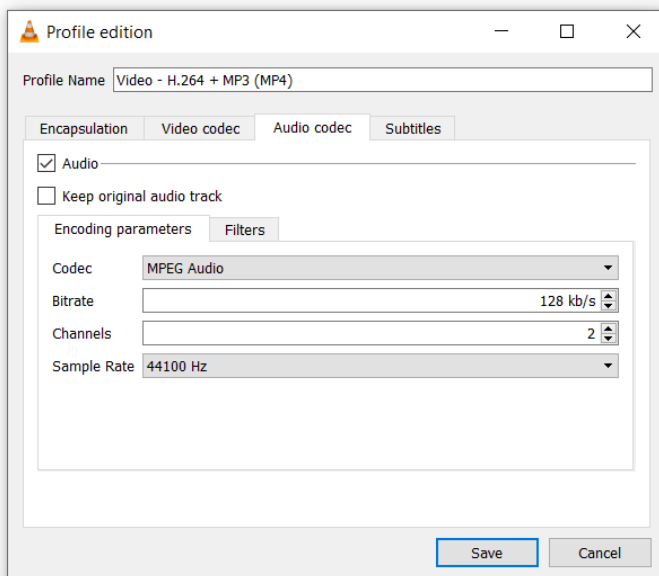 Profile edition
Profile Name Video - H.264 + MP3 (MP4)
Encapsulation Video codec Audio codec Subtitles
Audio
Keep original audio track
Encoding parameters Filters
Codec MPEG Audio
Bitrate 128 kb/s
Channels 2
Sample Rate 44100 Hz
Save Cancel